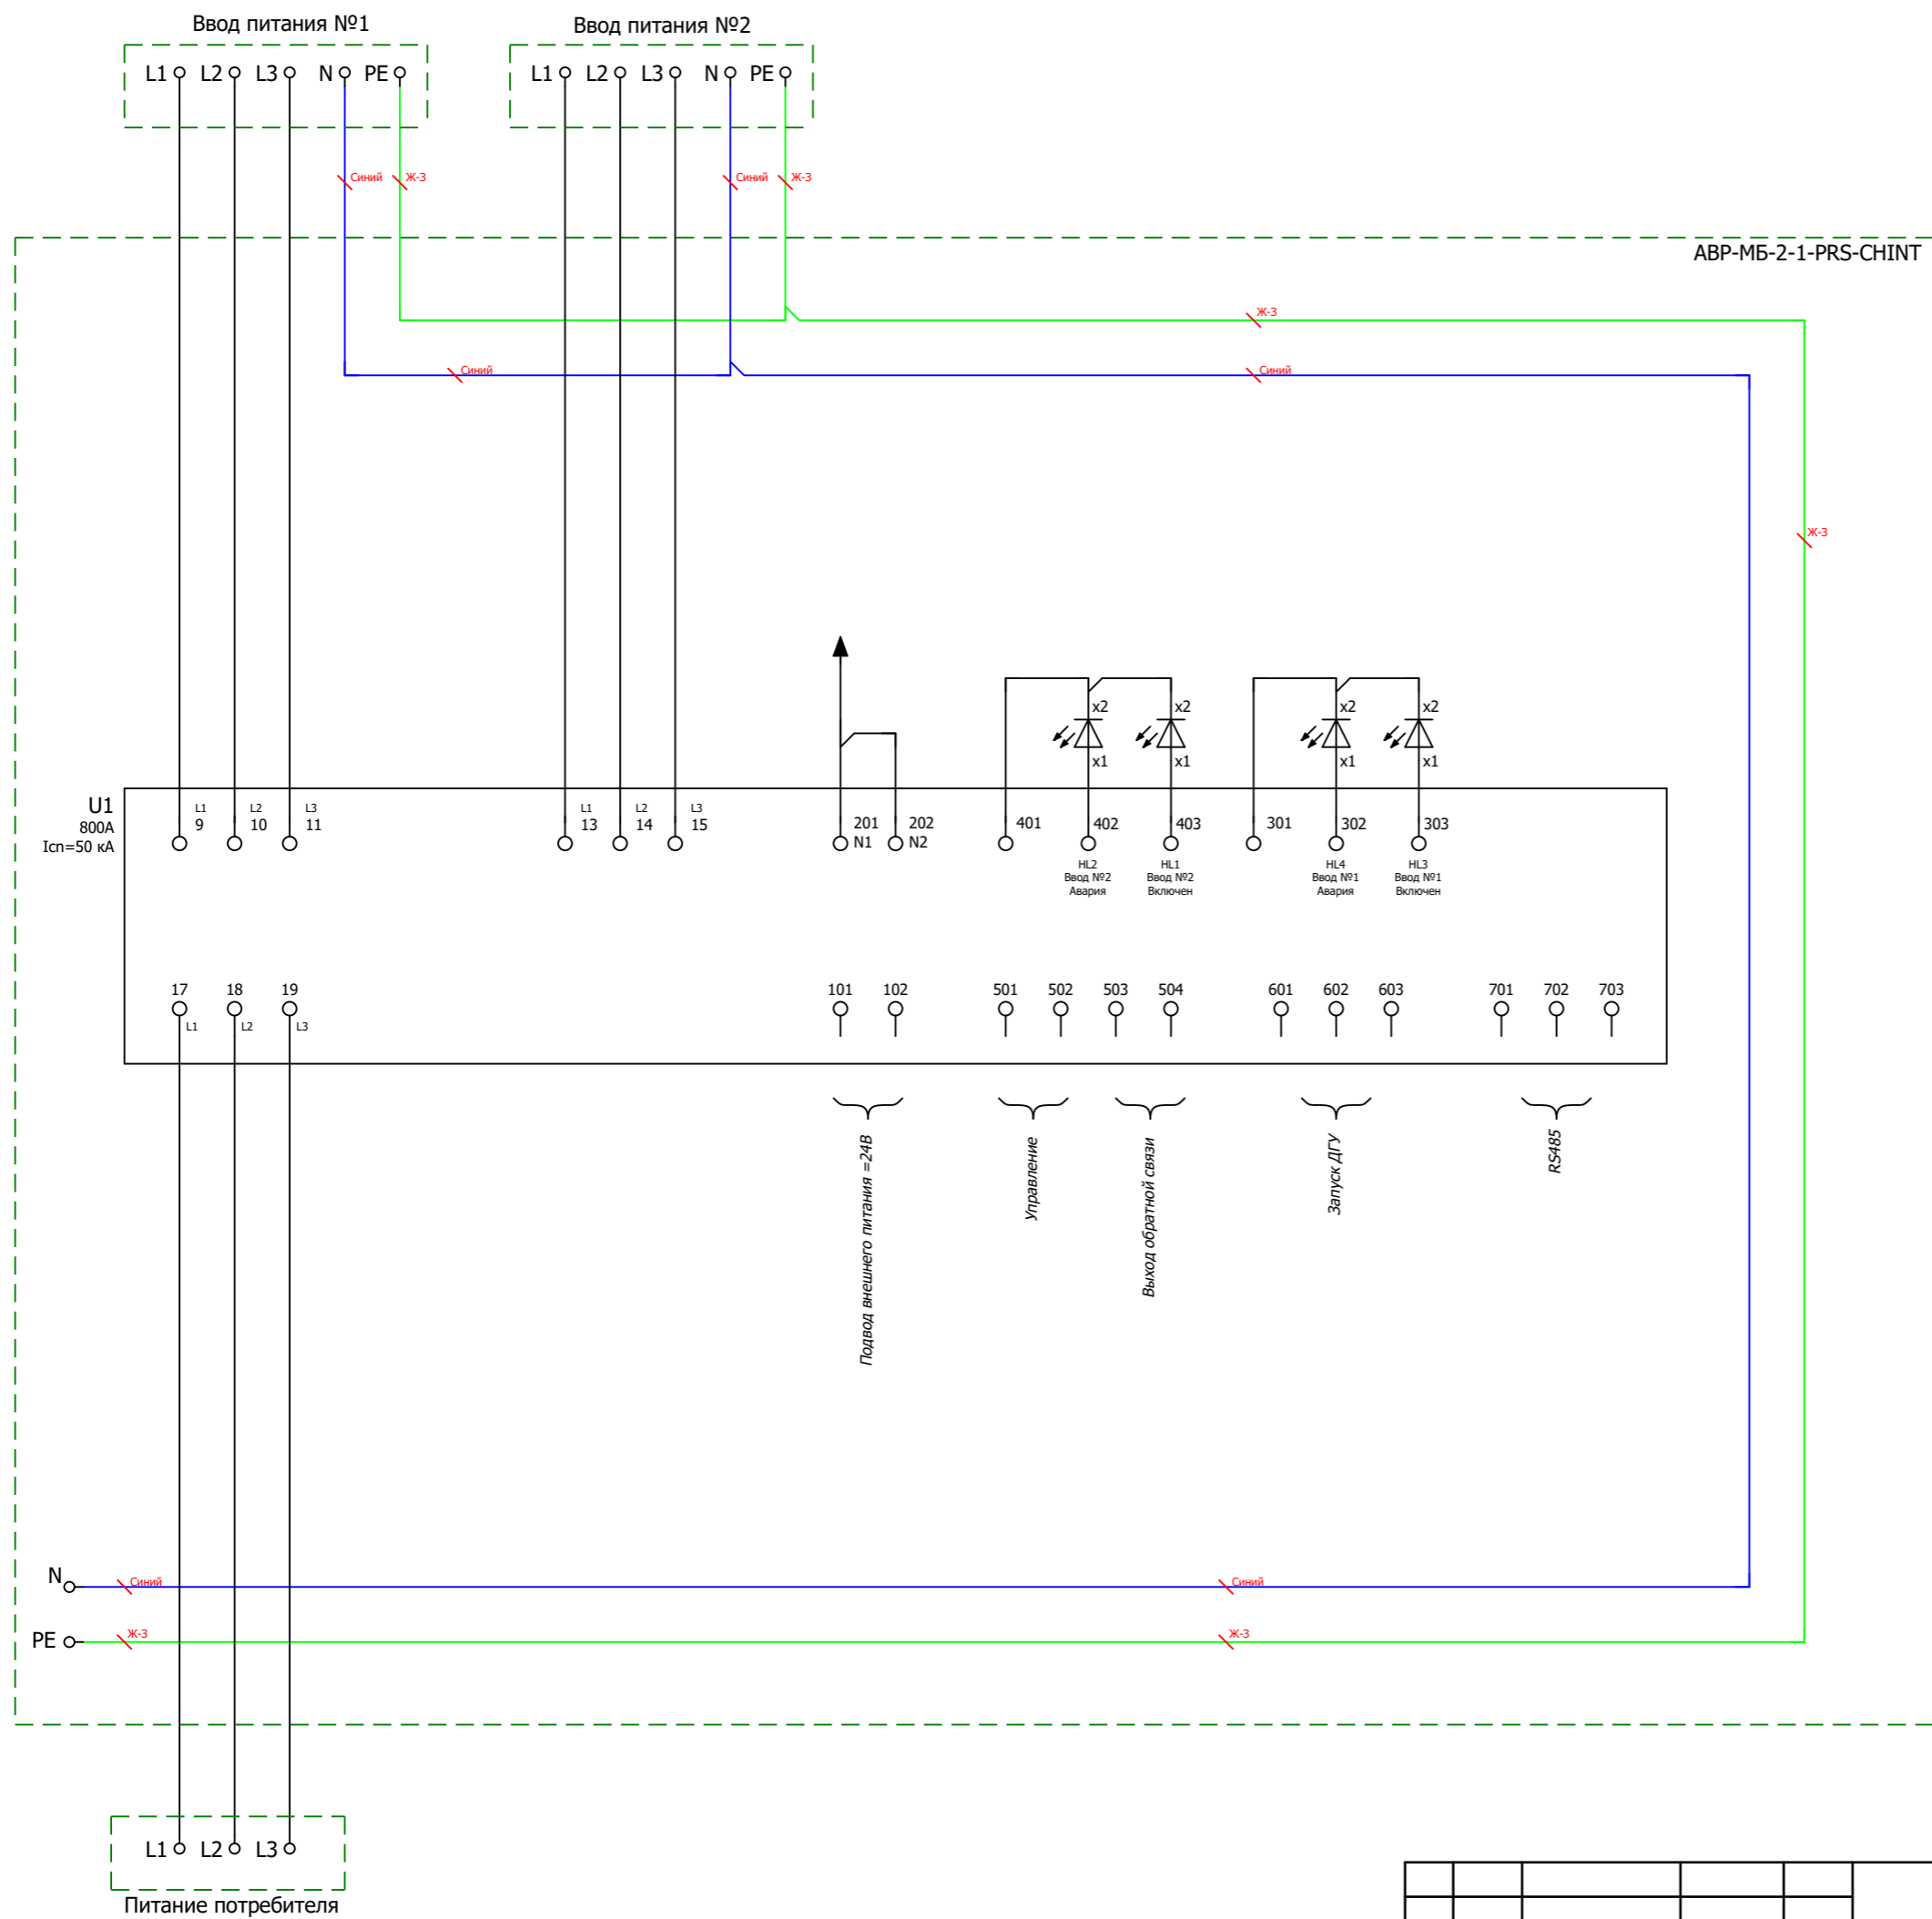 Ввод питания №1
Ввод питания №2
L1 L2 L3 N PE
L1 L2 L3 N PE
Синий Ж-З
Синий Ж-З
АВР-МБ-2-1-PRS-CHINT
Ж-З
Синий
Синий
Ж-З
x2 x2 x2 x2
x1 x1 x1 x1
U1
800А
Icn=50 кА
L1 L2 L3
9 10 11
L1 L2 L3
13 14 15
201 202
N1 N2
401 402 403
301 302 303
HL2
Ввод №2
Авария
HL1
Ввод №2
Включен
HL4
Ввод №1
Авария
HL3
Ввод №1
Включен
17 18 19
L1 L2 L3
101 102
501 502 503 504
601 602 603
701 702 703
Подвод внешнего питания =24В
Управление
Выход обратной связи
Запуск ДГУ
RS485
N
Синий
Синий
PE
Ж-З
Ж-З
L1 L2 L3
Питание потребителя